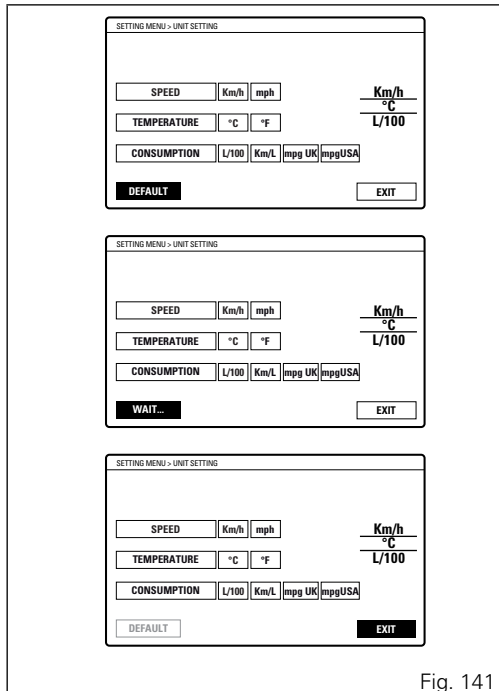 SETTING MENU > UNIT SETTING
SPEED Km/h mph Km/h
°C
TEMPERATURE °C °F L/100
CONSUMPTION L/100 Km/L mpg UK mpgUSA
DEFAULT EXIT
SETTING MENU > UNIT SETTING
SPEED Km/h mph Km/h
°C
TEMPERATURE °C °F L/100
CONSUMPTION L/100 Km/L mpg UK mpgUSA
WAIT... EXIT
SETTING MENU > UNIT SETTING
SPEED Km/h mph Km/h
°C
TEMPERATURE °C °F L/100
CONSUMPTION L/100 Km/L mpg UK mpgUSA
DEFAULT EXIT
Fig. 141